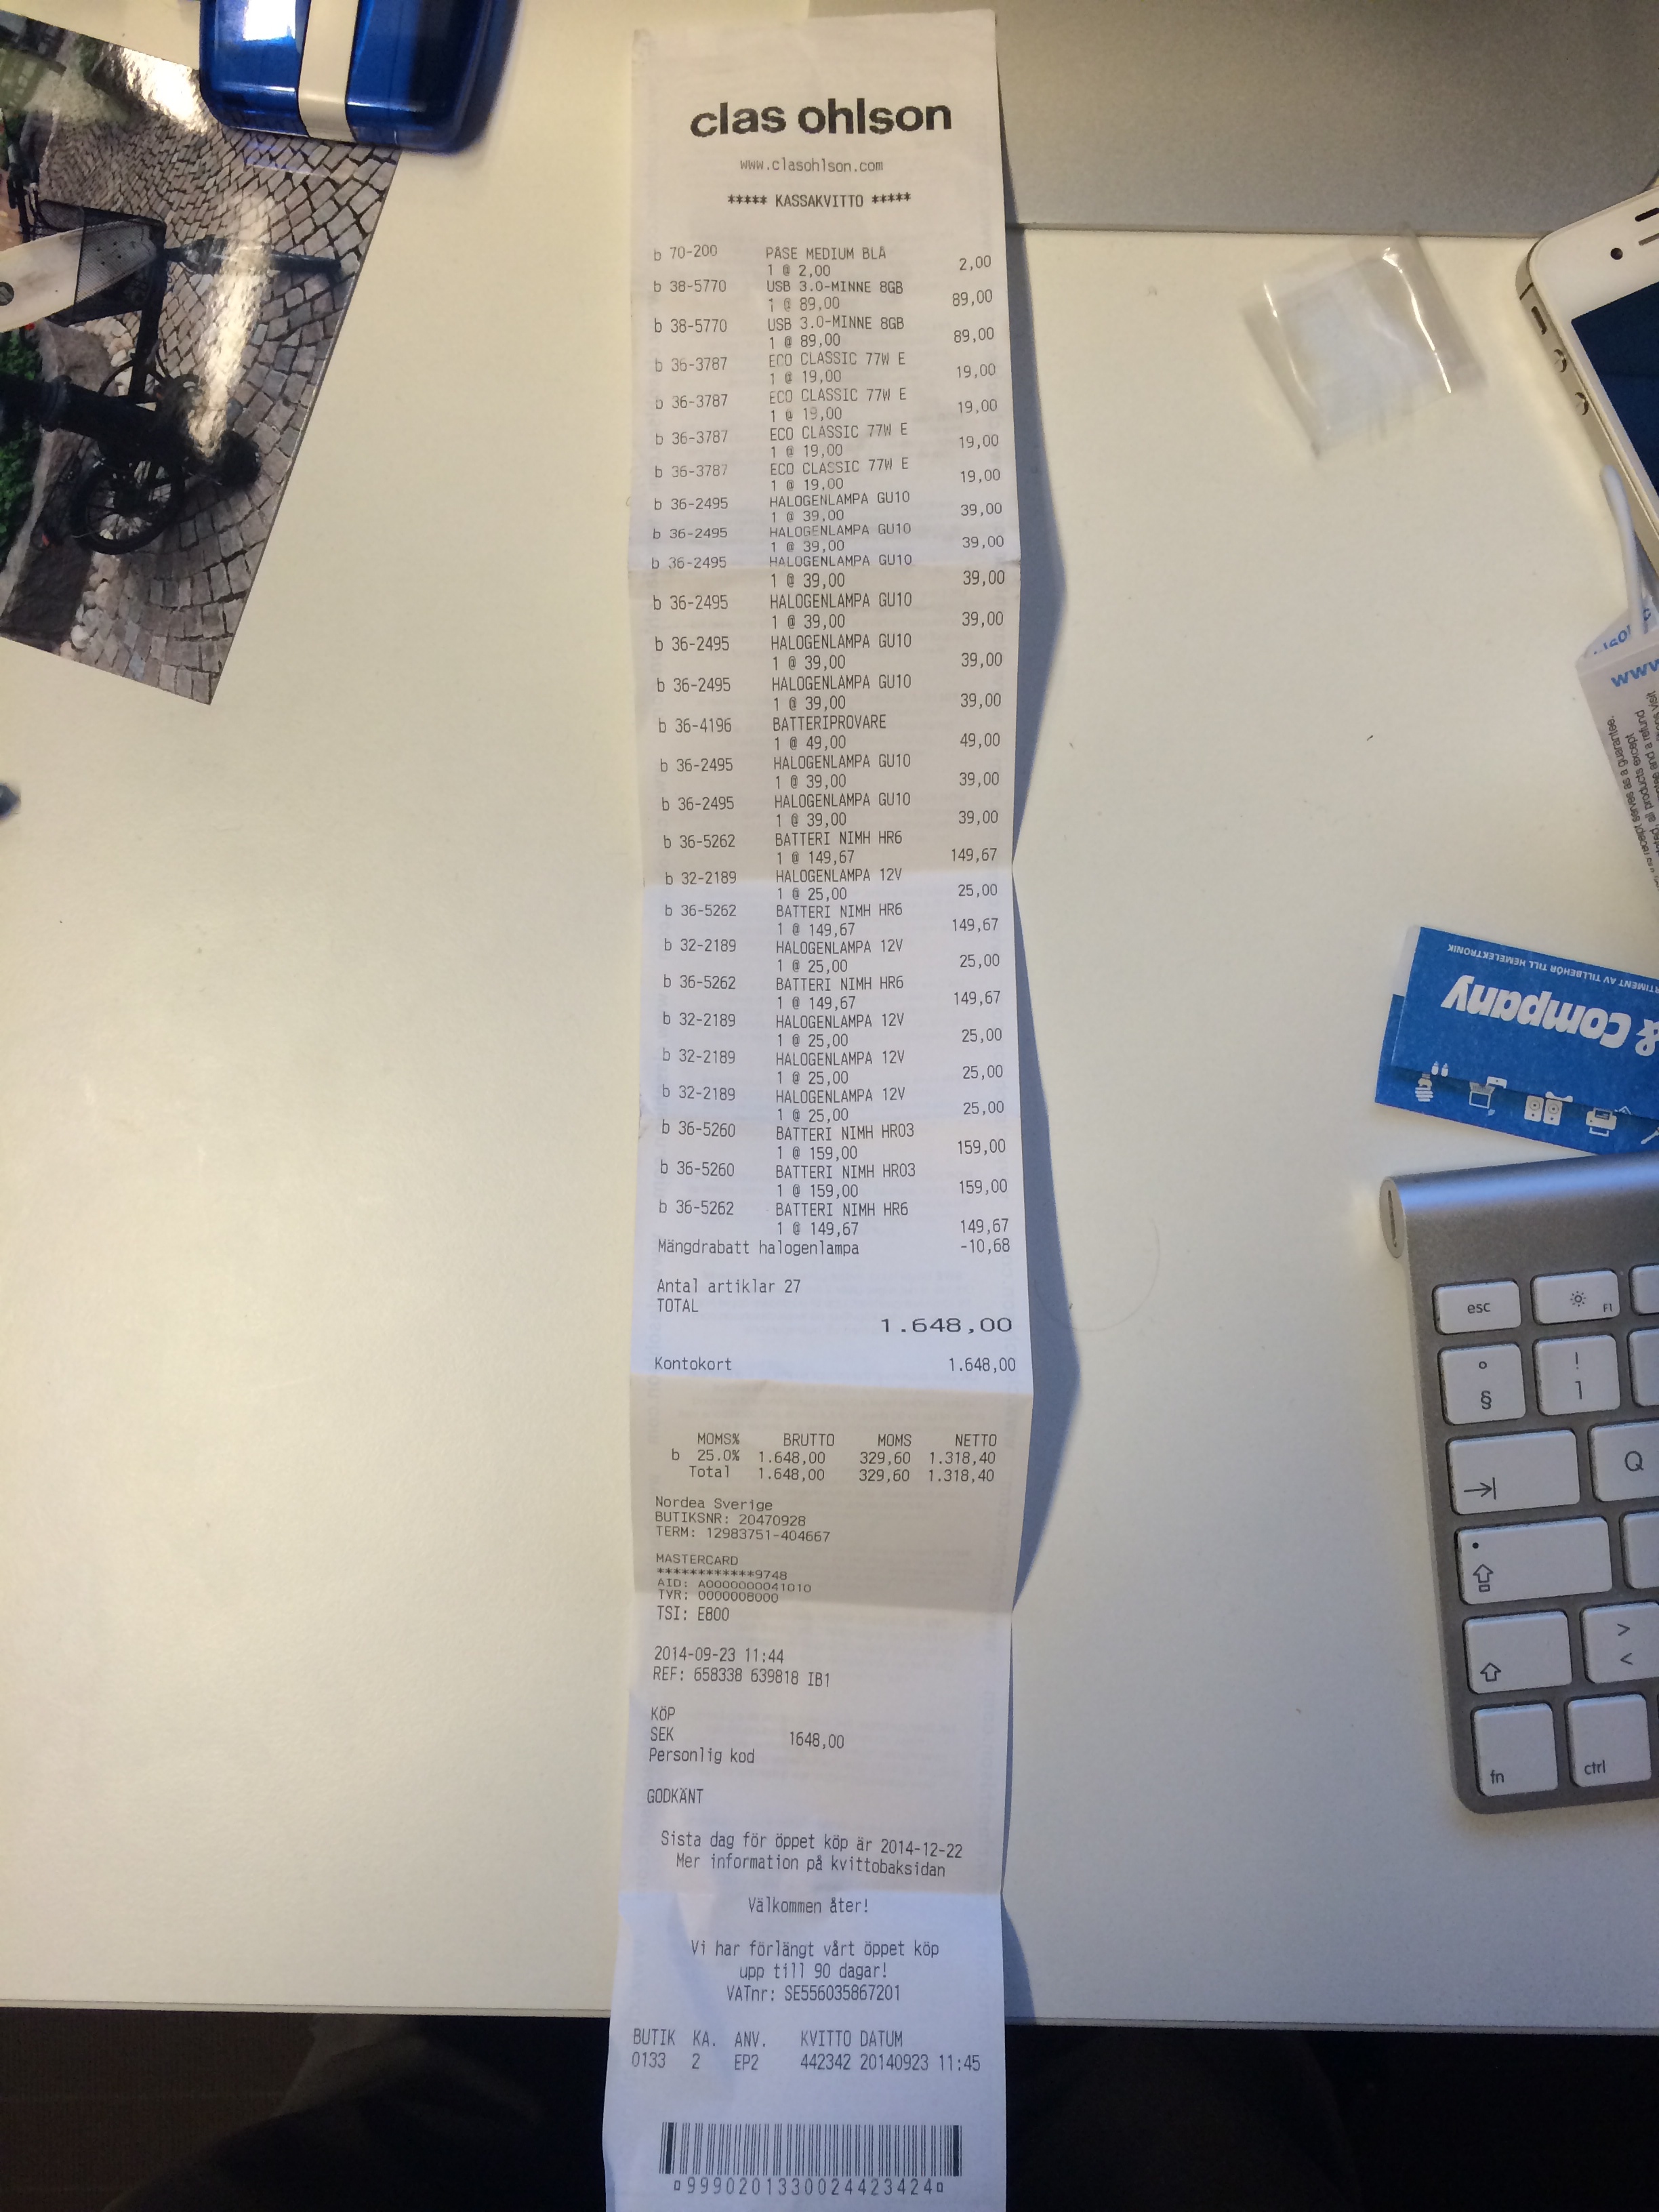 clas ohlson
www.clasohlson.com
***** KASSAKVITTO *****
b 70-200 PÅSE MEDIUM BLÅ
1 @ 2,00 2,00
b 38-5770 USB 3.0-MINNE 8GB
1 @ 89,00 89,00
b 38-5770 USB 3.0-MINNE 8GB
1 @ 89,00 89,00
b 36-3787 ECO CLASSIC 77W E
1 @ 19,00 19,00
b 36-3787 ECO CLASSIC 77W E
1 @ 19,00 19,00
b 36-3787 ECO CLASSIC 77W E
1 @ 19,00 19,00
b 36-3787 ECO CLASSIC 77W E
1 @ 19,00 19,00
b 36-2495 HALOGENLAMPA GU10
1 @ 39,00 39,00
b 36-2495 HALOGENLAMPA GU10
1 @ 39,00 39,00
b 36-2495 HALOGENLAMPA GU10
1 @ 39,00 39,00
b 36-2495 HALOGENLAMPA GU10
1 @ 39,00 39,00
b 36-2495 HALOGENLAMPA GU10
1 @ 39,00 39,00
b 36-2495 HALOGENLAMPA GU10
1 @ 39,00 39,00
b 36-4196 BATTERIPROVARE
1 @ 49,00 49,00
b 36-2495 HALOGENLAMPA GU10
1 @ 39,00 39,00
b 36-2495 HALOGENLAMPA GU10
1 @ 39,00 39,00
b 36-5262 BATTERI NIMH HR6
1 @ 149,67 149,67
b 32-2189 HALOGENLAMPA 12V
1 @ 25,00 25,00
b 36-5262 BATTERI NIMH HR6
1 @ 149,67 149,67
b 32-2189 HALOGENLAMPA 12V
1 @ 25,00 25,00
b 36-5262 BATTERI NIMH HR6
1 @ 149,67 149,67
b 32-2189 HALOGENLAMPA 12V
1 @ 25,00 25,00
b 32-2189 HALOGENLAMPA 12V
1 @ 25,00 25,00
b 32-2189 HALOGENLAMPA 12V
1 @ 25,00 25,00
b 36-5260 BATTERI NIMH HR03
1 @ 159,00 159,00
b 36-5260 BATTERI NIMH HR03
1 @ 159,00 159,00
b 36-5262 BATTERI NIMH HR6
1 @ 149,67 149,67
Mängdrabatt halogenlampa -10,68
Antal artiklar 27
TOTAL
1.648,00
Kontokort 1.648,00
MOMS% BRUTTO MOMS NETTO
b 25.0% 1.648,00 329,60 1.318,40
Total 1.648,00 329,60 1.318,40
Nordea Sverige
BUTIKSNR: 20470928
TERM: 12983751-404667
MASTERCARD
************9748
AID: A0000000041010
TVR: 0000008000
TSI: E800
2014-09-23 11:44
REF: 658338 639818 IB1
KÖP
SEK 1648,00
Personlig kod
GODKÄNT
Sista dag för öppet köp är 2014-12-22
Mer information på kvittobaksidan
Välkommen åter!
Vi har förlängt vårt öppet köp
upp till 90 dagar!
VATnr: SE556035867201
BUTIK KA. ANV. KVITTO DATUM
0133 2 EP2 442342 20140923 11:45
¤9990201330024423424¤
www
& Company
AV TILLBEHÖR TILL HEMELEKTRONIK
esc
F1
°
§
!
1
Q
>
<
fn
ctrl